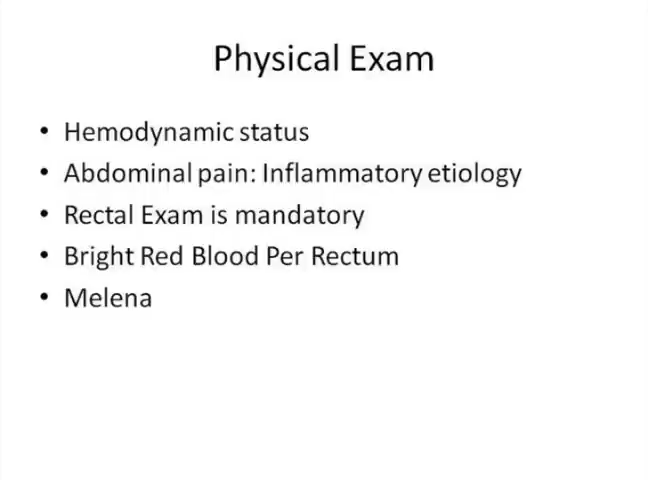 Physical Exam
• Hemodynamic status
• Abdominal pain: Inflammatory etiology
• Rectal Exam is mandatory
• Bright Red Blood Per Rectum
• Melena